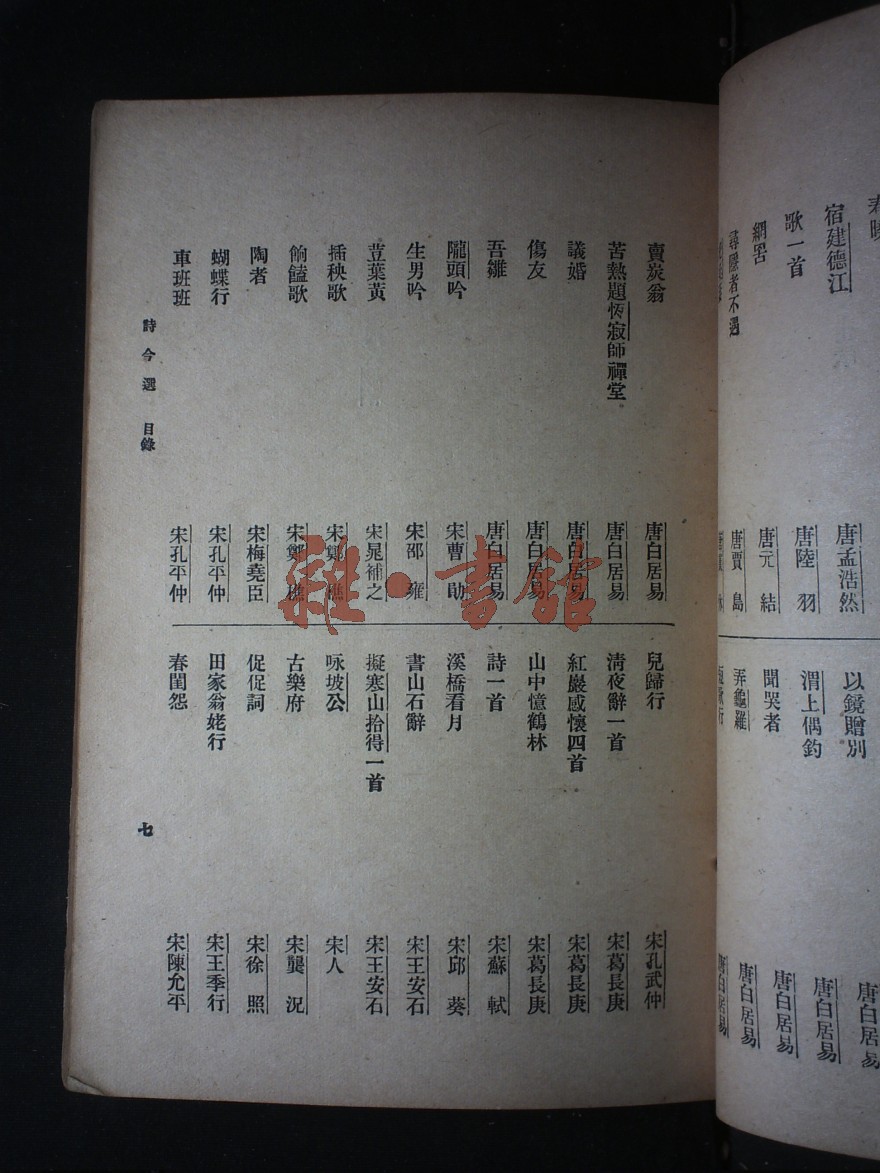 宿建德江
唐孟浩然
歌一首
唐陸羽
網罟
唐元結
尋隱者不遇
唐賈島
以鏡贈別
唐白居易
渭上偶釣
唐白居易
聞哭者
唐白居易
弄龜羅
唐白居易
唐白居易
賣炭翁
唐白居易
苦熱題恆寂師禪堂
唐白居易
議婚
唐白居易
傷友
唐白居易
吾雛
唐白居易
隴頭吟
宋曹勛
生男吟
宋邵雍
荳葉黃
宋晁補之
插秧歌
宋鄭樵
餉饁歌
宋鄭樵
陶者
宋梅堯臣
蝴蝶行
宋孔平仲
車班班
宋孔平仲
兒歸行
宋孔武仲
清夜辭一首
宋葛長庚
紅巖感懷四首
宋葛長庚
山中憶鶴林
宋葛長庚
詩一首
宋蘇軾
溪橋看月
宋邱葵
書山石辭
宋王安石
擬寒山拾得一首
宋王安石
咏坡公
宋人
古樂府
宋龔況
促促詞
宋徐照
田家翁姥行
宋王季行
春閨怨
宋陳允平
詩今選 目錄
七
雜·書館